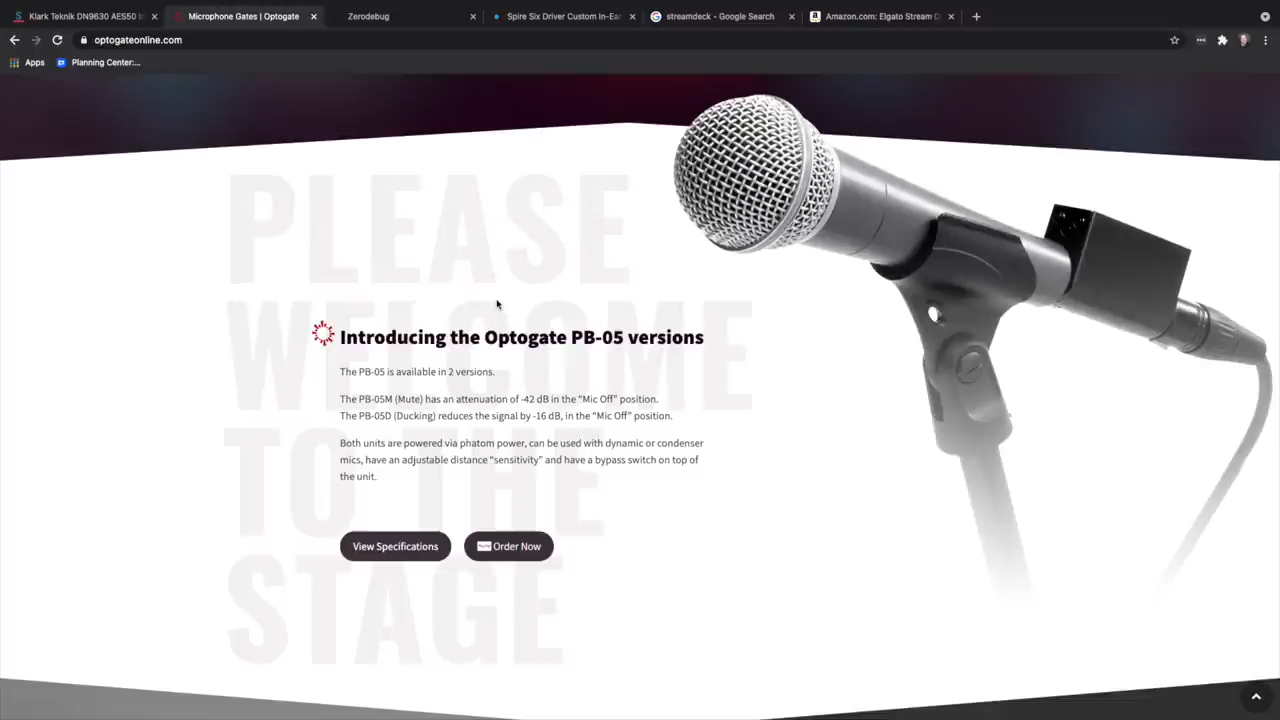 Klark Teknik DN9630 AES50 to
Microphone Gates | Optogate
Zerodebug
Spire Six Driver Custom In-Ear
streamdeck - Google Search
Amazon.com: Elgato Stream D
optogateonline.com
Apps
Planning Center:...
PLEASE
WELCOME
TO THE
STAGE
Introducing the Optogate PB-05 versions
The PB-05 is available in 2 versions.
The PB-05M (Mute) has an attenuation of -42 dB in the “Mic Off” position.
The PB-05D (Ducking) reduces the signal by -16 dB, in the “Mic Off” position.
Both units are powered via phatom power, can be used with dynamic or condenser
mics, have an adjustable distance “sensitivity” and have a bypass switch on top of
the unit.
View Specifications
Order Now